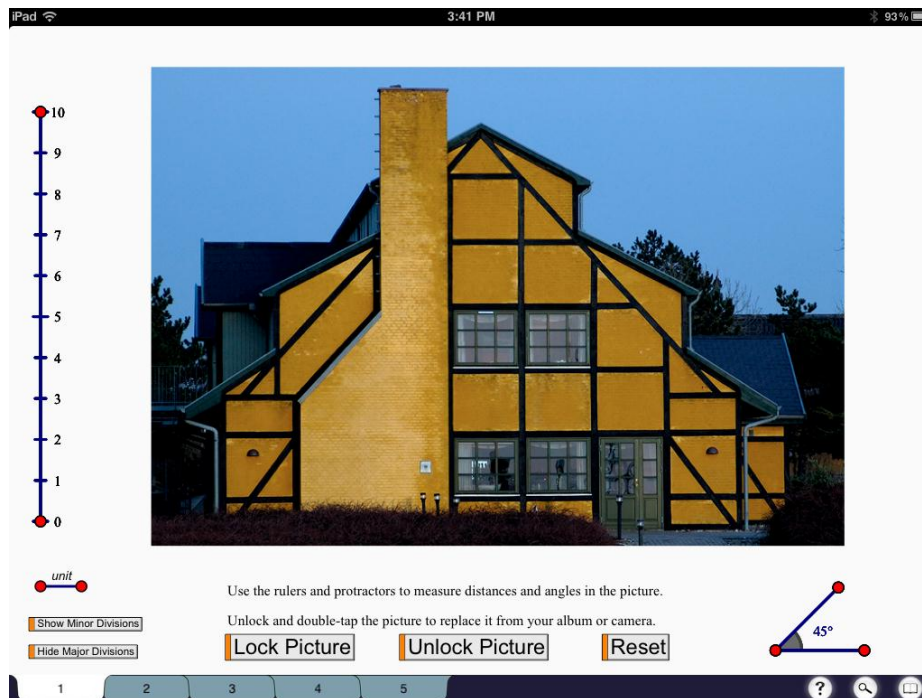 iPad 3:41 PM 93%
10
9
8
7
6
5
4
3
2
1
0
unit
Use the rulers and protractors to measure distances and angles in the picture.
Show Minor Divisions
Unlock and double-tap the picture to replace it from your album or camera.
Hide Major Divisions
Lock Picture Unlock Picture Reset
45°
1 2 3 4 5 ?